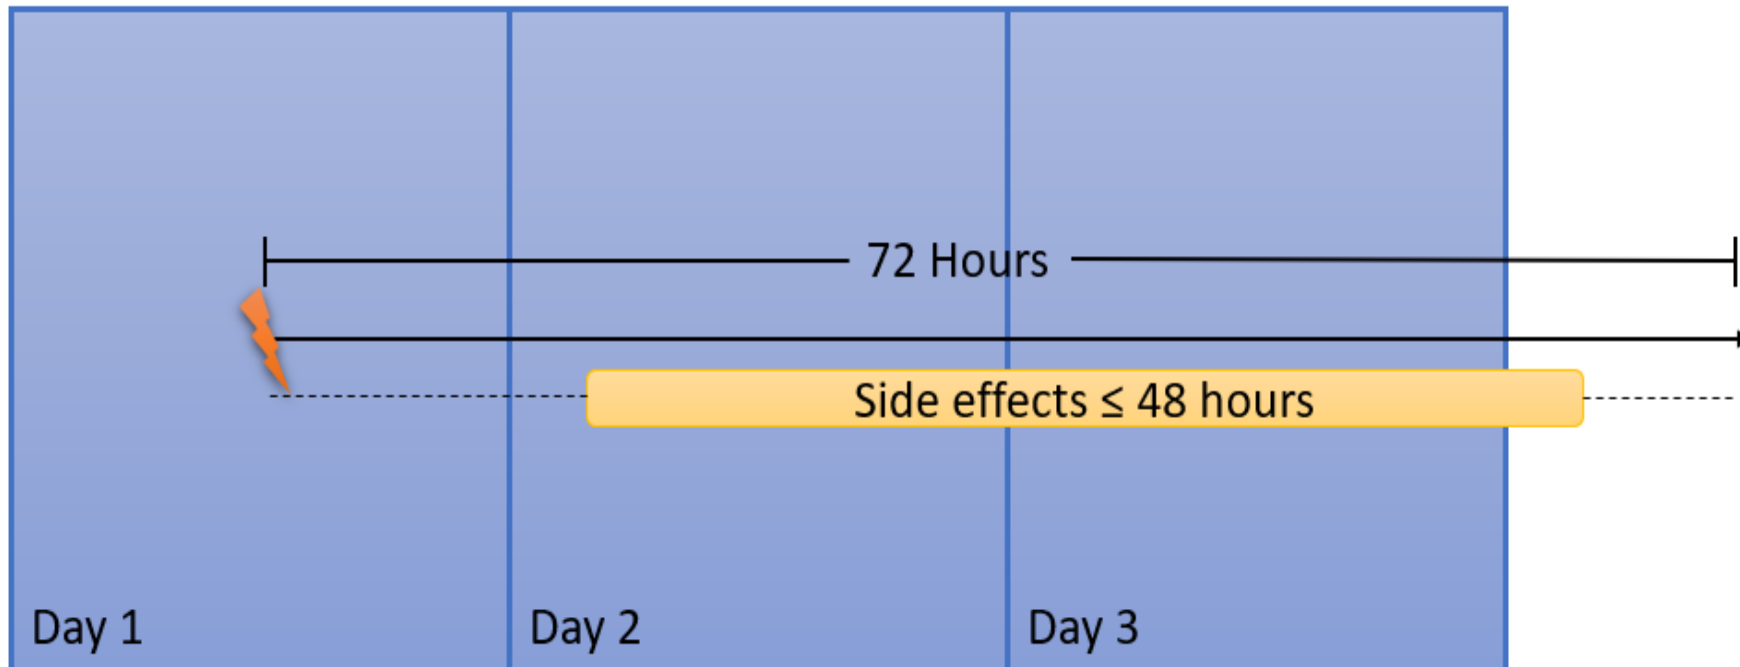 72 Hours
Side effects ≤ 48 hours
Day 1
Day 2
Day 3